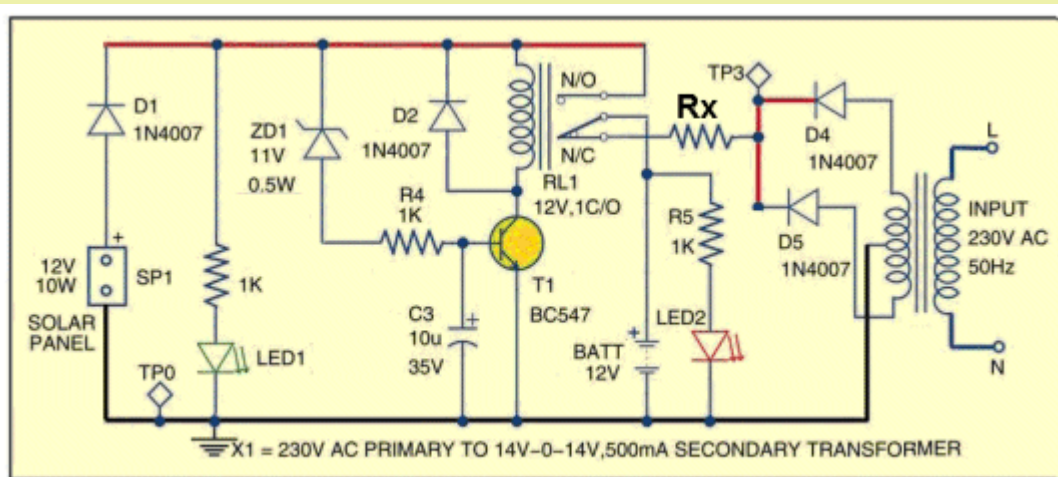 D1
1N4007
12V
10W
+
SP1
SOLAR
PANEL
TP0
1K
LED1
ZD1
11V
0.5W
D2
1N4007
R4
1K
C3
10u
35V
+
T1
BC547
RL1
12V,1C/O
N/O
N/C
Rx
TP3
D4
1N4007
D5
1N4007
R5
1K
LED2
+
BATT
12V
L
INPUT
230V AC
50Hz
N
X1 = 230V AC PRIMARY TO 14V–0–14V,500mA SECONDARY TRANSFORMER